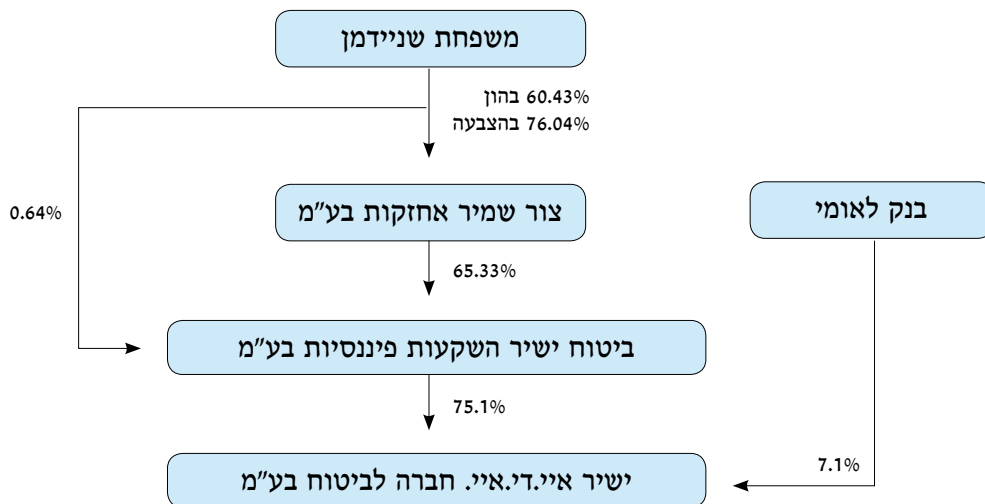 משפחת שניידמן
60.43% בהון
76.04% בהצבעה
0.64%
צור שמיר אחזקות בע"מ
בנק לאומי
65.33%
ביטוח ישיר השקעות פיננסיות בע"מ
75.1%
7.1%
ישיר איי.די.איי. חברה לביטוח בע"מ